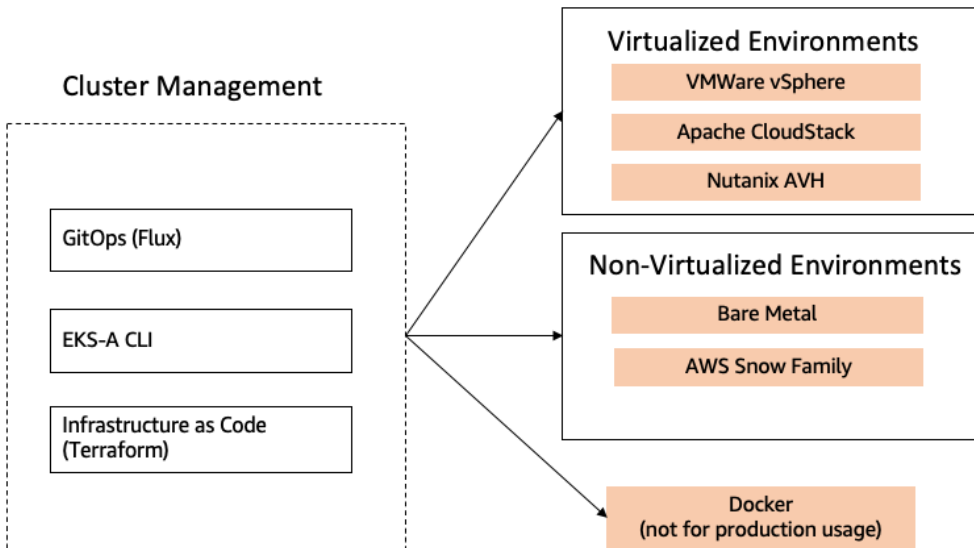 Cluster Management
GitOps (Flux)
EKS-A CLI
Infrastructure as Code
(Terraform)
Virtualized Environments
VMWare vSphere
Apache CloudStack
Nutanix AVH
Non-Virtualized Environments
Bare Metal
AWS Snow Family
Docker
(not for production usage)